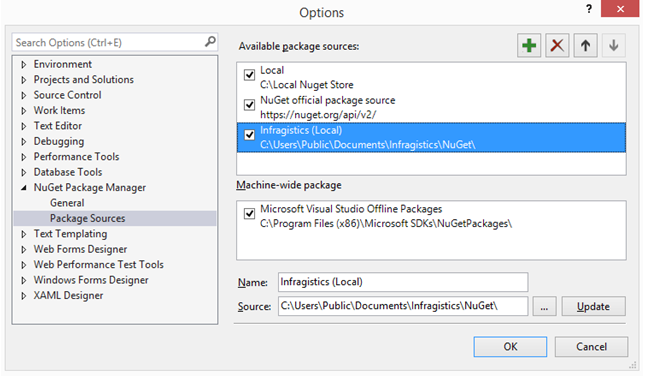 Options
?
Search Options (Ctrl+E)
Environment
Projects and Solutions
Source Control
Work Items
Text Editor
Debugging
Performance Tools
Database Tools
NuGet Package Manager
General
Package Sources
Text Templating
Web Forms Designer
Web Performance Test Tools
Windows Forms Designer
XAML Designer
Available package sources:
Local
C:\Local Nuget Store
NuGet official package source
https://nuget.org/api/v2/
Infragistics (Local)
C:\Users\Public\Documents\Infragistics\NuGet\
Machine-wide package
Microsoft Visual Studio Offline Packages
C:\Program Files (x86)\Microsoft SDKs\NuGetPackages\
Name: Infragistics (Local)
Source: C:\Users\Public\Documents\Infragistics\NuGet\ ... Update
OK Cancel